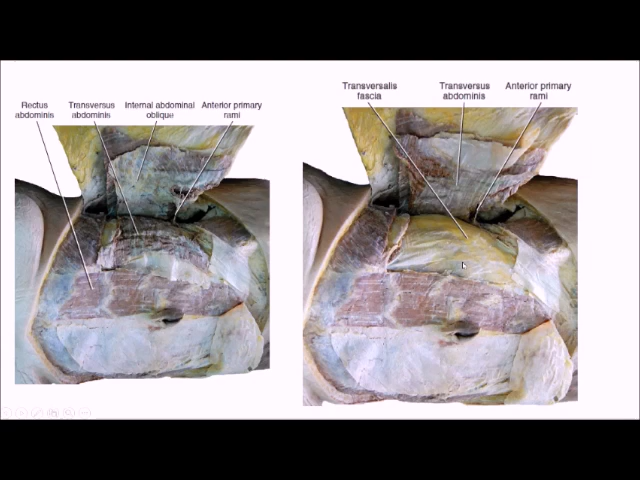 Rectus
abdominis
Transversus
abdominis
Internal abdominal
oblique
Anterior primary
rami
Transversalis
fascia
Transversus
abdominis
Anterior primary
rami